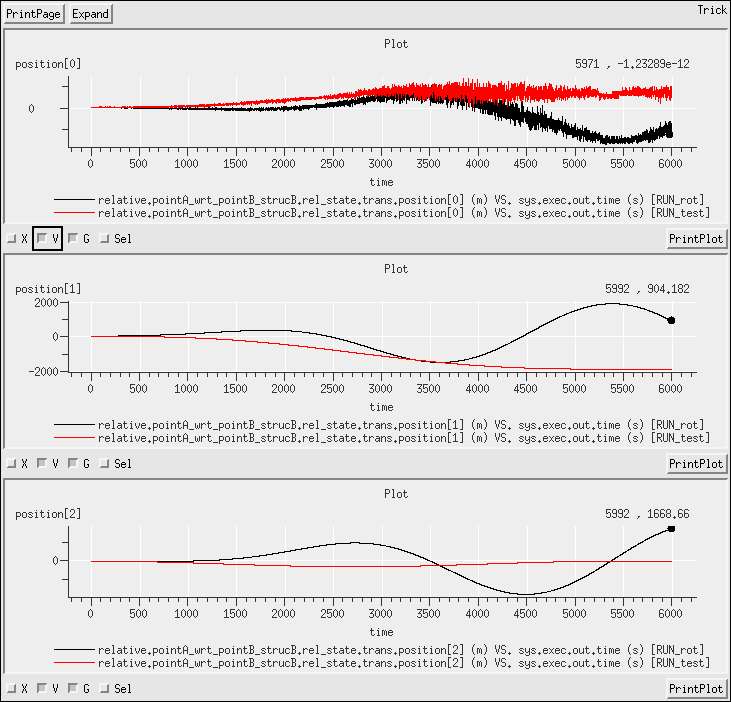 PrintPage Expand Trick
Plot
position[0] 5971 , -1.23289e-12
0
0 500 1000 1500 2000 2500 3000 3500 4000 4500 5000 5500 6000
time
relative.pointA_wrt_pointB_strucB.rel_state.trans.position[0] (m) VS. sys.exec.out.time (s) [RUN_rot]
relative.pointA_wrt_pointB_strucB.rel_state.trans.position[0] (m) VS. sys.exec.out.time (s) [RUN_test]
X V G Sel PrintPlot
Plot
position[1] 5992 , 904.182
2000
0
-2000
0 500 1000 1500 2000 2500 3000 3500 4000 4500 5000 5500 6000
time
relative.pointA_wrt_pointB_strucB.rel_state.trans.position[1] (m) VS. sys.exec.out.time (s) [RUN_rot]
relative.pointA_wrt_pointB_strucB.rel_state.trans.position[1] (m) VS. sys.exec.out.time (s) [RUN_test]
X V G Sel PrintPlot
Plot
position[2] 5992 , 1668.66
0
0 500 1000 1500 2000 2500 3000 3500 4000 4500 5000 5500 6000
time
relative.pointA_wrt_pointB_strucB.rel_state.trans.position[2] (m) VS. sys.exec.out.time (s) [RUN_rot]
relative.pointA_wrt_pointB_strucB.rel_state.trans.position[2] (m) VS. sys.exec.out.time (s) [RUN_test]
X V G Sel PrintPlot